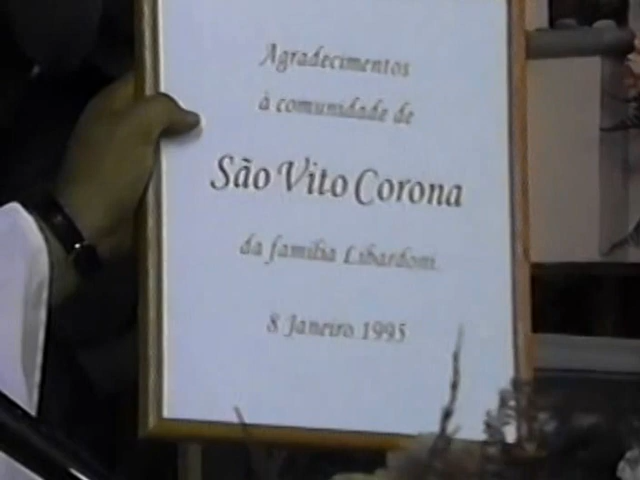 Agradecimentos
à comunidade de
São Vito Corona
da família Libardoni.
8 Janeiro 1995